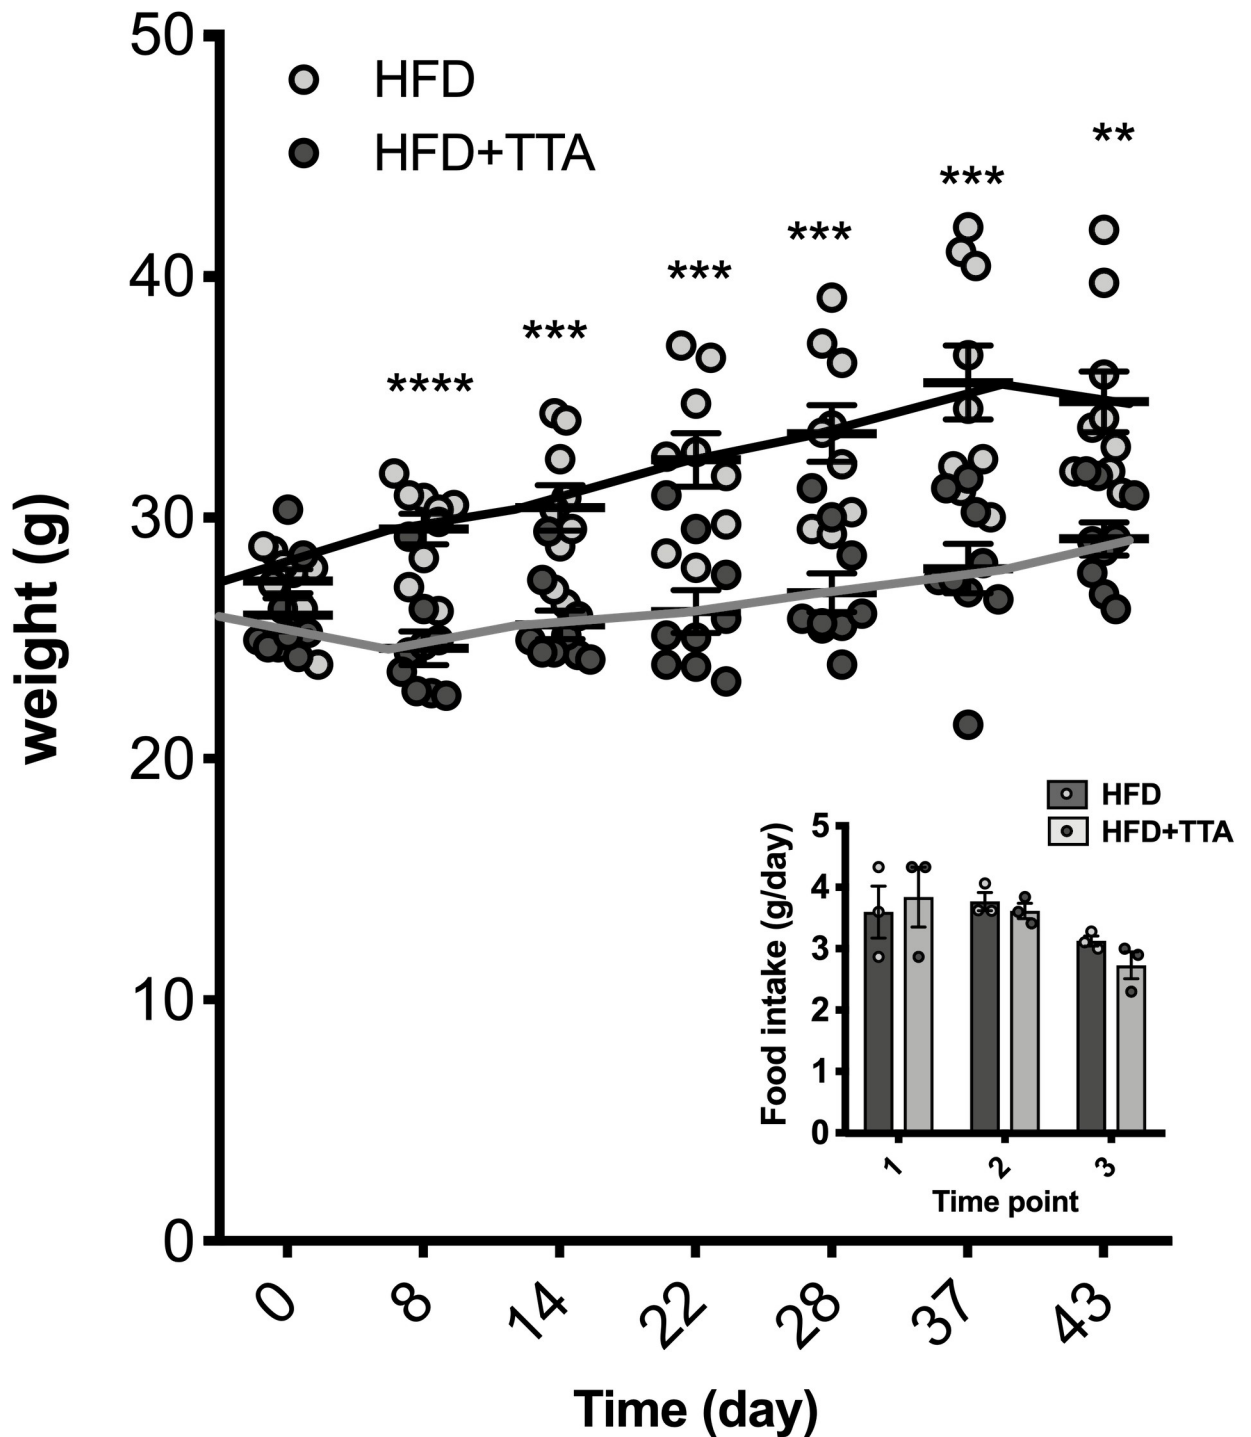 50
HFD
HFD+TTA
**
***
***
40
***
***
****
30
weight (g)
20
HFD
HFD+TTA
5
4
3
2
1
0
Food intake (g/day)
1 2 3
Time point
10
0
0 8 14 22 28 37 43
Time (day)